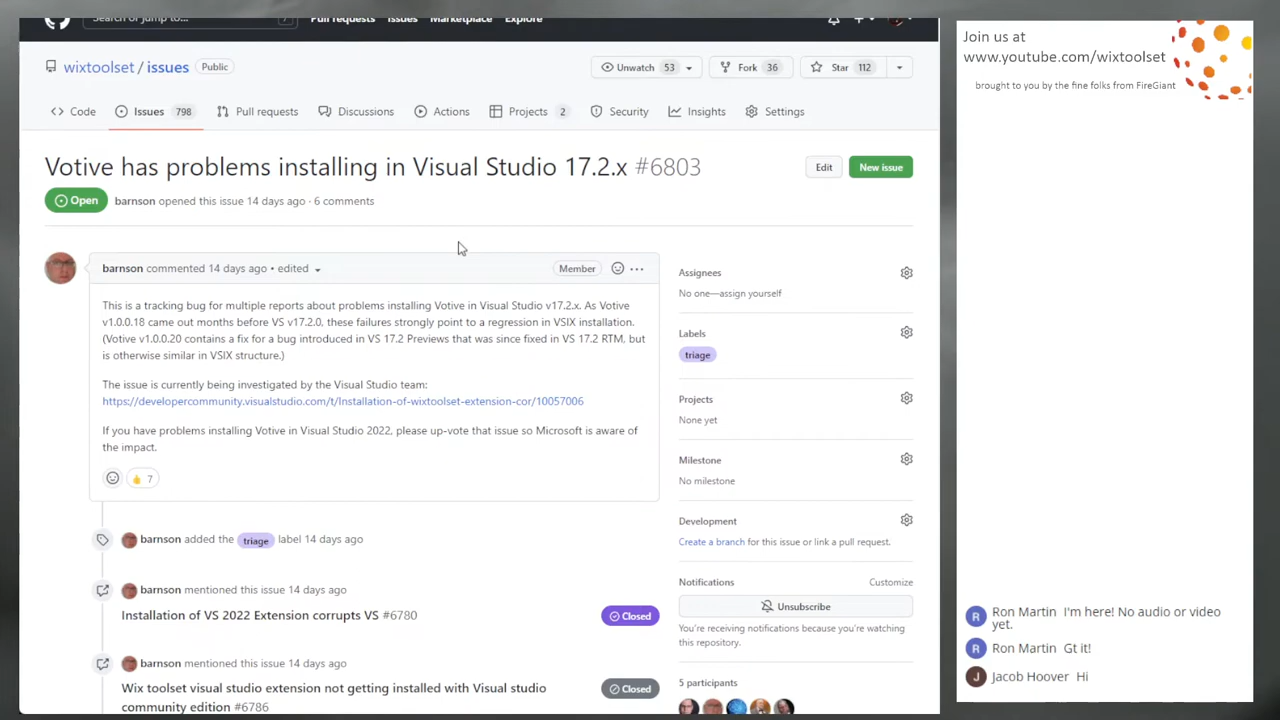 Search or jump to...
Pull requests Issues Marketplace Explore
wixtoolset / issues Public
Unwatch 53
Fork 36
Star 112
Code
Issues 798
Pull requests
Discussions
Actions
Projects 2
Security
Insights
Settings
Votive has problems installing in Visual Studio 17.2.x #6803
Edit
New issue
Open
barnson opened this issue 14 days ago · 6 comments
barnson commented 14 days ago • edited
Member
This is a tracking bug for multiple reports about problems installing Votive in Visual Studio v17.2.x. As Votive
v1.0.0.18 came out months before VS v17.2.0, these failures strongly point to a regression in VSIX installation.
(Votive v1.0.0.20 contains a fix for a bug introduced in VS 17.2 Previews that was since fixed in VS 17.2 RTM, but
is otherwise similar in VSIX structure.)
The issue is currently being investigated by the Visual Studio team:
https://developercommunity.visualstudio.com/t/Installation-of-wixtoolset-extension-cor/10057006
If you have problems installing Votive in Visual Studio 2022, please up-vote that issue so Microsoft is aware of
the impact.
7
barnson added the triage label 14 days ago
barnson mentioned this issue 14 days ago
Installation of VS 2022 Extension corrupts VS #6780
Closed
barnson mentioned this issue 14 days ago
Wix toolset visual studio extension not getting installed with Visual studio
community edition #6786
Closed
Assignees
No one—assign yourself
Labels
triage
Projects
None yet
Milestone
No milestone
Development
Create a branch for this issue or link a pull request.
Notifications
Customize
Unsubscribe
You're receiving notifications because you're watching
this repository.
5 participants
Join us at
www.youtube.com/wixtoolset
brought to you by the fine folks from FireGiant
R Ron Martin I'm here! No audio or video
yet.
R Ron Martin Gt it!
J Jacob Hoover Hi